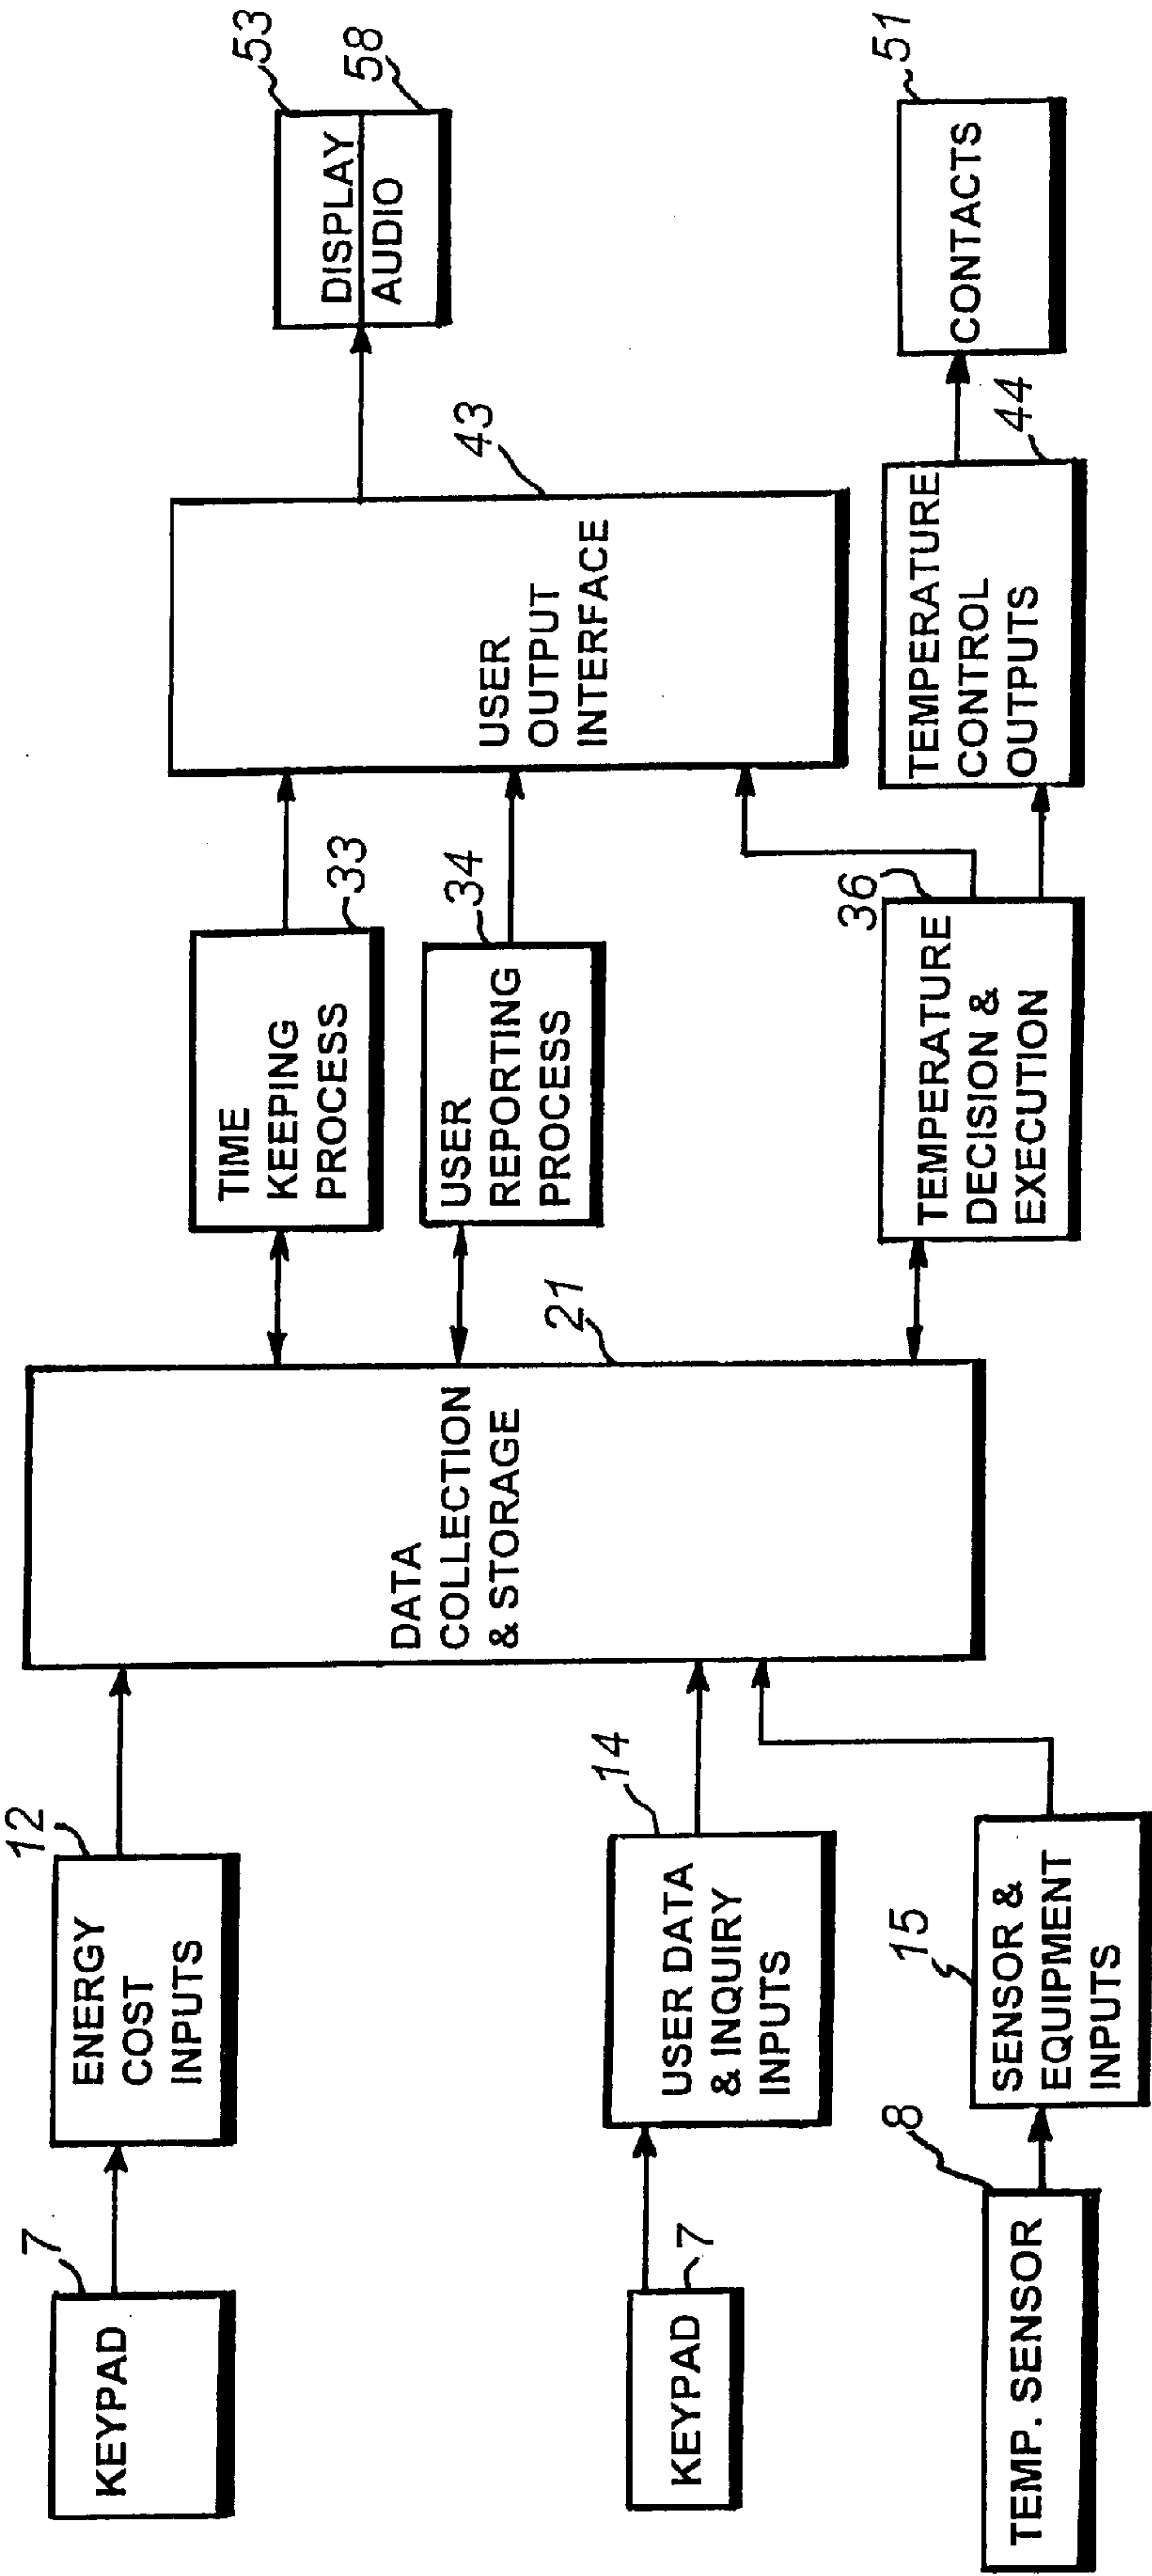 7
KEYPAD
12
ENERGY
COST
INPUTS
7
KEYPAD
14
USER DATA
& INQUIRY
INPUTS
8
TEMP. SENSOR
15
SENSOR &
EQUIPMENT
INPUTS
21
DATA
COLLECTION
& STORAGE
33
TIME
KEEPING
PROCESS
34
USER
REPORTING
PROCESS
36
TEMPERATURE
DECISION &
EXECUTION
43
USER
OUTPUT
INTERFACE
44
TEMPERATURE
CONTROL
OUTPUTS
53
DISPLAY
58
AUDIO
51
CONTACTS